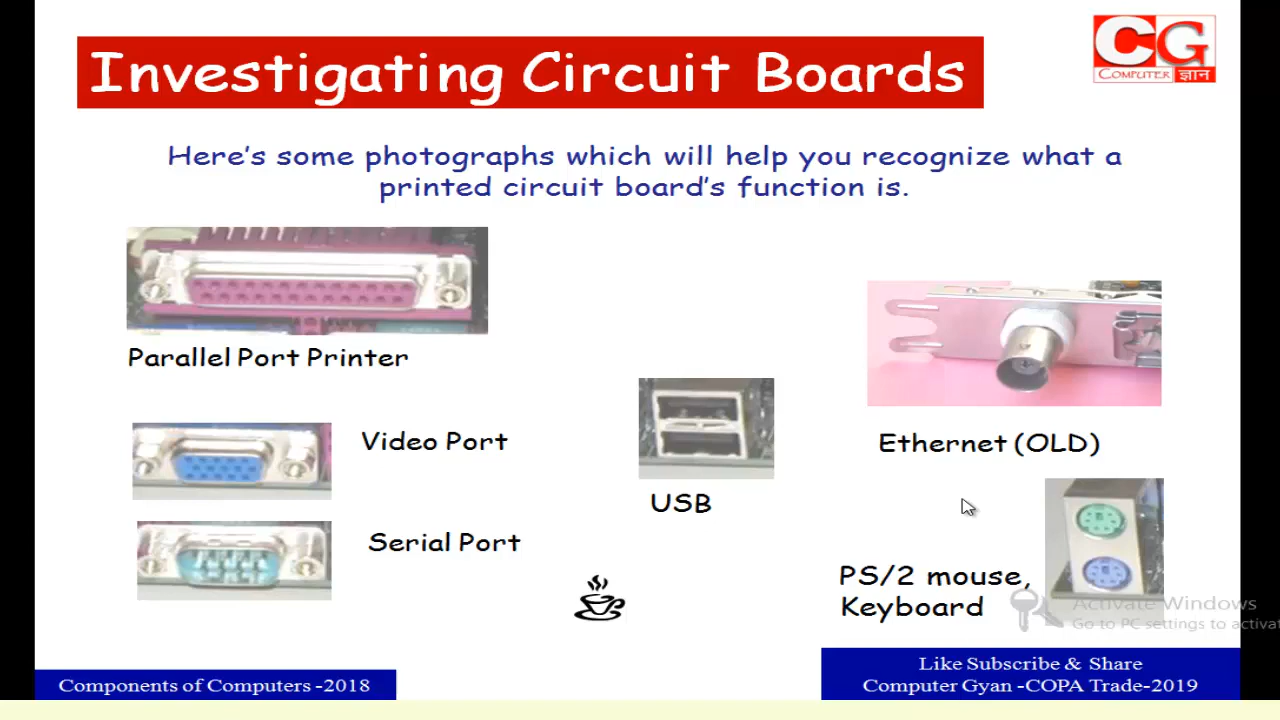 Investigating Circuit Boards
CG
COMPUTER ज्ञान
Here's some photographs which will help you recognize what a
printed circuit board's function is.
Parallel Port Printer
Video Port
Serial Port
USB
Ethernet (OLD)
PS/2 mouse,
Keyboard
Activate Windows
Go to PC settings to activat
Components of Computers -2018
Like Subscribe & Share
Computer Gyan -COPA Trade-2019